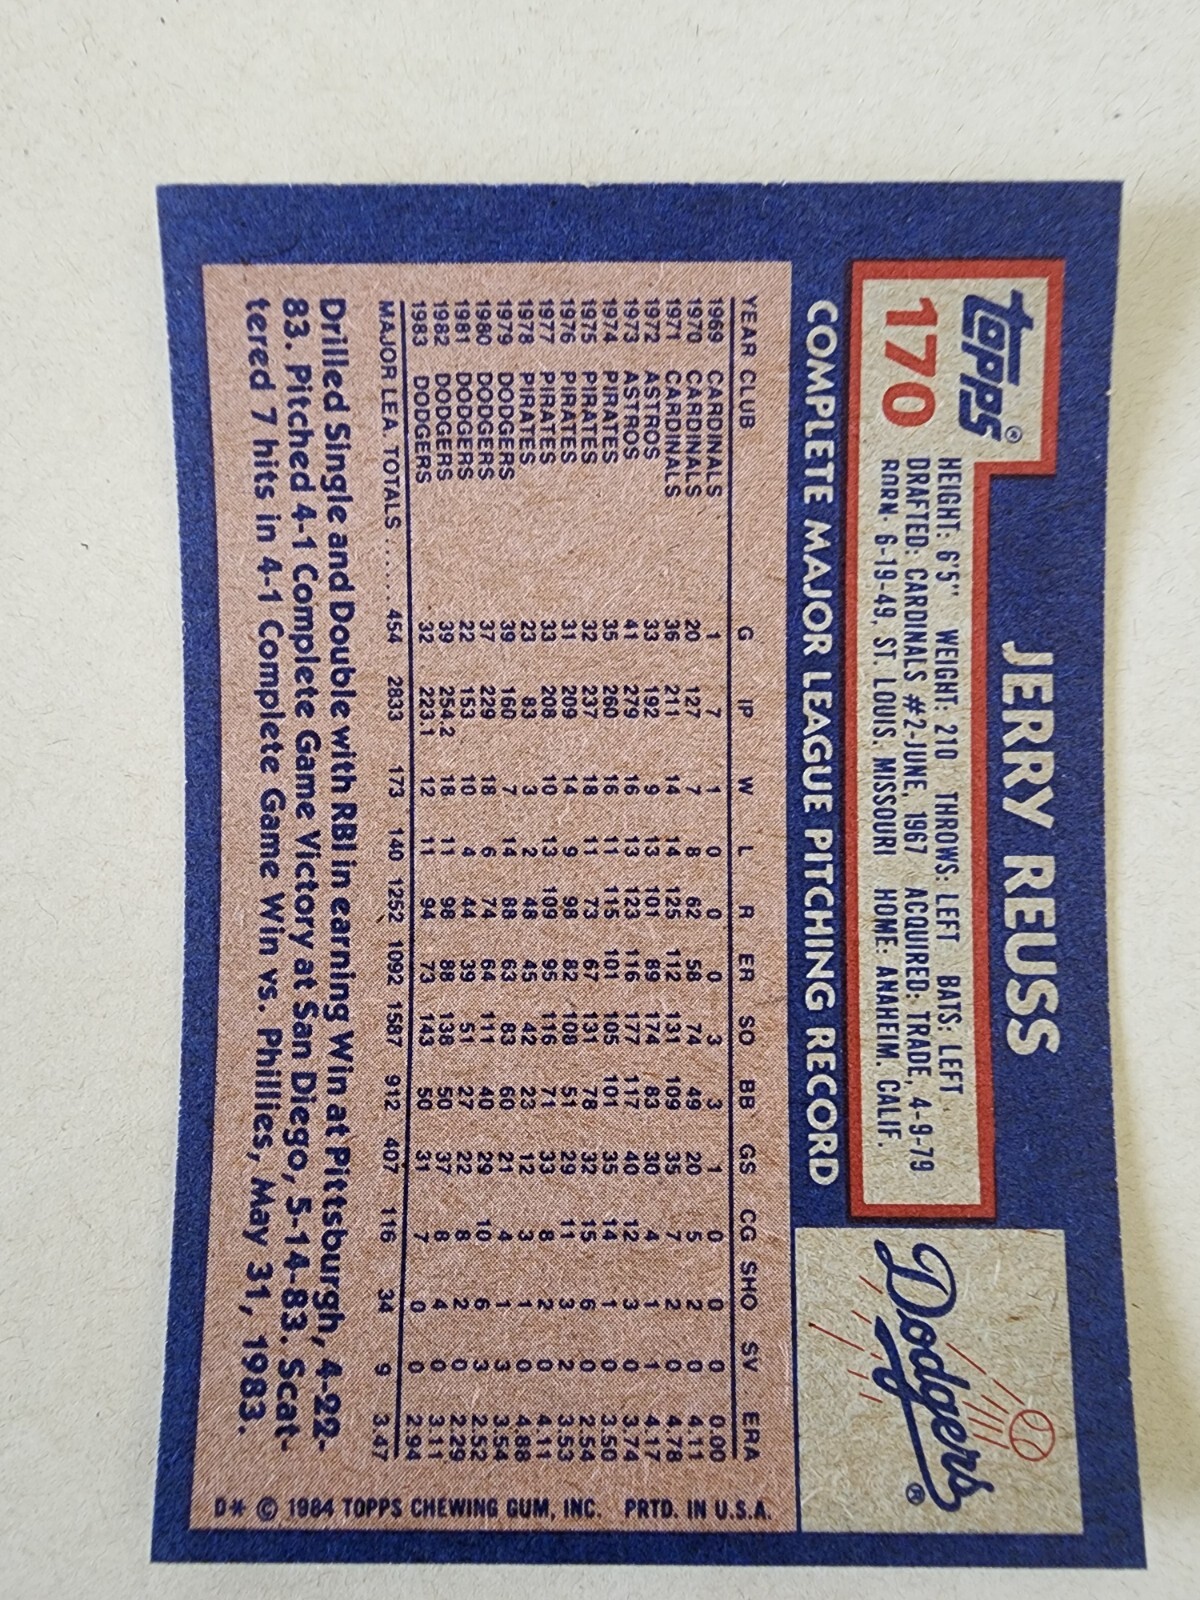 topps®
170
JERRY REUSS
HEIGHT: 6'5" WEIGHT: 210 THROWS: LEFT BATS: LEFT
DRAFTED: CARDINALS #2-JUNE, 1967 ACQUIRED: TRADE, 4-9-79
BORN: 6-19-49, ST. LOUIS, MISSOURI HOME: ANAHEIM, CALIF.
Dodgers®
COMPLETE MAJOR LEAGUE PITCHING RECORD
YEAR CLUB G IP W L R ER SO BB GS CG SHO SV ERA
1969 CARDINALS 1 7 1 0 0 0 3 3 1 0 0 0 0.00
1970 CARDINALS 20 127 7 8 62 58 74 49 20 5 2 0 4.11
1971 CARDINALS 36 211 14 14 125 112 131 109 35 7 2 0 4.78
1972 ASTROS 33 192 9 13 101 89 174 83 30 4 1 1 4.17
1973 ASTROS 41 279 16 13 123 116 177 117 40 12 3 0 3.74
1974 PIRATES 35 260 16 11 115 101 105 101 35 14 1 0 3.50
1975 PIRATES 32 237 18 11 73 67 131 78 32 15 6 0 2.54
1976 PIRATES 31 209 14 9 98 82 108 51 29 11 3 2 3.53
1977 PIRATES 33 208 10 13 109 95 116 71 33 8 2 0 4.11
1978 PIRATES 23 83 3 2 48 45 42 23 12 3 1 0 4.88
1979 DODGERS 39 160 7 14 88 63 83 60 21 4 1 3 3.54
1980 DODGERS 37 229 18 6 74 64 111 40 29 10 6 3 2.52
1981 DODGERS 22 153 10 4 44 39 51 27 22 8 2 0 2.29
1982 DODGERS 39 254.2 18 11 98 88 138 50 37 8 4 0 3.11
1983 DODGERS 32 223.1 12 11 94 73 143 50 31 7 0 0 2.94
MAJOR LEA. TOTALS ...... 454 2833 173 140 1252 1092 1587 912 407 116 34 9 3.47
Drilled Single and Double with RBI in earning Win at Pittsburgh, 4-22-
83. Pitched 4-1 Complete Game Victory at San Diego, 5-14-83. Scat-
tered 7 hits in 4-1 Complete Game Win vs. Phillies, May 31, 1983.
D* © 1984 TOPPS CHEWING GUM, INC. PRTD. IN U.S.A.